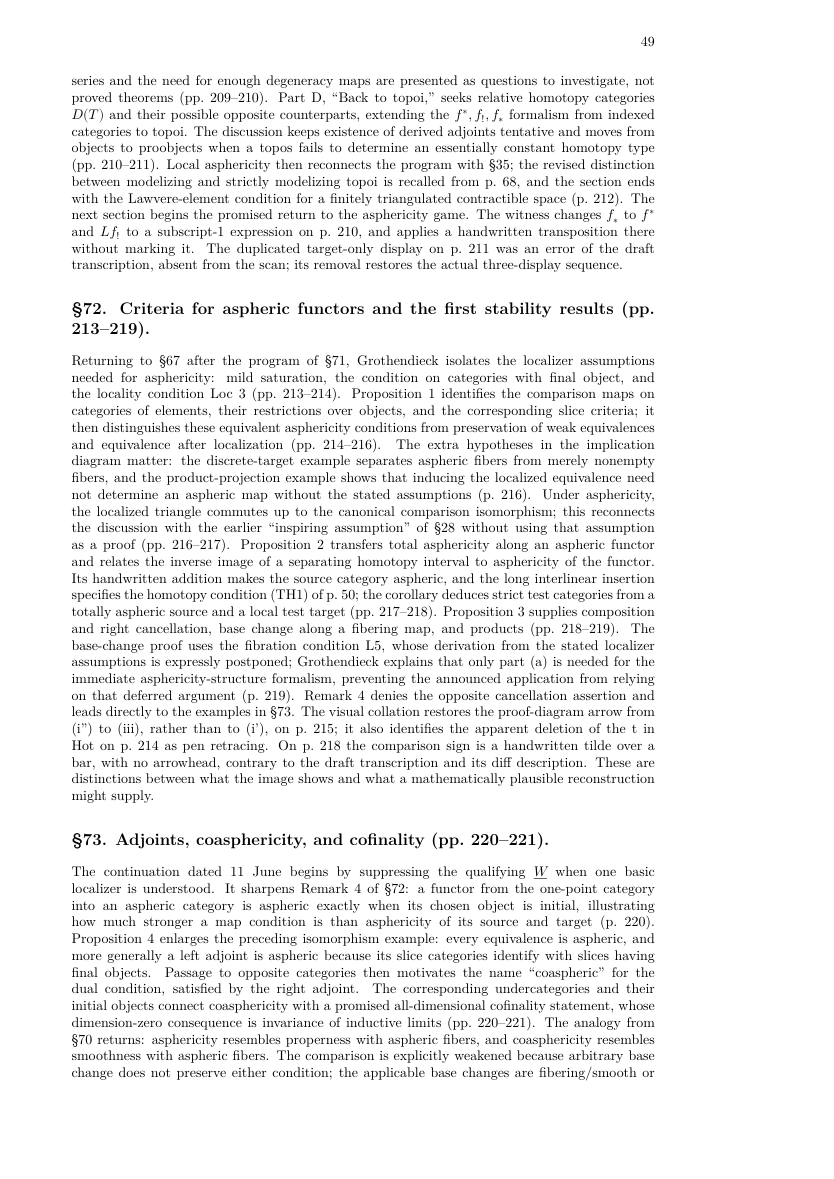 49
series and the need for enough degeneracy maps are presented as questions to investigate, not
proved theorems (pp. 209–210). Part D, “Back to topoi,” seeks relative homotopy categories
D(T) and their possible opposite counterparts, extending the f*, f!, f* formalism from indexed
categories to topoi. The discussion keeps existence of derived adjoints tentative and moves from
objects to proobjects when a topos fails to determine an essentially constant homotopy type
(pp. 210–211). Local asphericity then reconnects the program with §35; the revised distinction
between modelizing and strictly modelizing topoi is recalled from p. 68, and the section ends
with the Lawvere-element condition for a finitely triangulated contractible space (p. 212). The
next section begins the promised return to the asphericity game. The witness changes f_* to f^*
and Lf_! to a subscript-1 expression on p. 210, and applies a handwritten transposition there
without marking it. The duplicated target-only display on p. 211 was an error of the draft
transcription, absent from the scan; its removal restores the actual three-display sequence.
§72. Criteria for aspheric functors and the first stability results (pp.
213–219).
Returning to §67 after the program of §71, Grothendieck isolates the localizer assumptions
needed for asphericity: mild saturation, the condition on categories with final object, and
the locality condition Loc 3 (pp. 213–214). Proposition 1 identifies the comparison maps on
categories of elements, their restrictions over objects, and the corresponding slice criteria; it
then distinguishes these equivalent asphericity conditions from preservation of weak equivalences
and equivalence after localization (pp. 214–216). The extra hypotheses in the implication
diagram matter: the discrete-target example separates aspheric fibers from merely nonempty
fibers, and the product-projection example shows that inducing the localized equivalence need
not determine an aspheric map without the stated assumptions (p. 216). Under asphericity,
the localized triangle commutes up to the canonical comparison isomorphism; this reconnects
the discussion with the earlier “inspiring assumption” of §28 without using that assumption
as a proof (pp. 216–217). Proposition 2 transfers total asphericity along an aspheric functor
and relates the inverse image of a separating homotopy interval to asphericity of the functor.
Its handwritten addition makes the source category aspheric, and the long interlinear insertion
specifies the homotopy condition (TH1) of p. 50; the corollary deduces strict test categories from a
totally aspheric source and a local test target (pp. 217–218). Proposition 3 supplies composition
and right cancellation, base change along a fibering map, and products (pp. 218–219). The
base-change proof uses the fibration condition L5, whose derivation from the stated localizer
assumptions is expressly postponed; Grothendieck explains that only part (a) is needed for the
immediate asphericity-structure formalism, preventing the announced application from relying
on that deferred argument (p. 219). Remark 4 denies the opposite cancellation assertion and
leads directly to the examples in §73. The visual collation restores the proof-diagram arrow from
(i”) to (iii), rather than to (i’), on p. 215; it also identifies the apparent deletion of the t in
Hot on p. 214 as pen retracing. On p. 218 the comparison sign is a handwritten tilde over a
bar, with no arrowhead, contrary to the draft transcription and its diff description. These are
distinctions between what the image shows and what a mathematically plausible reconstruction
might supply.
§73. Adjoints, coasphericity, and cofinality (pp. 220–221).
The continuation dated 11 June begins by suppressing the qualifying W when one basic
localizer is understood. It sharpens Remark 4 of §72: a functor from the one-point category
into an aspheric category is aspheric exactly when its chosen object is initial, illustrating
how much stronger a map condition is than asphericity of its source and target (p. 220).
Proposition 4 enlarges the preceding isomorphism example: every equivalence is aspheric, and
more generally a left adjoint is aspheric because its slice categories identify with slices having
final objects. Passage to opposite categories then motivates the name “coaspheric” for the
dual condition, satisfied by the right adjoint. The corresponding undercategories and their
initial objects connect coasphericity with a promised all-dimensional cofinality statement, whose
dimension-zero consequence is invariance of inductive limits (pp. 220–221). The analogy from
§70 returns: asphericity resembles properness with aspheric fibers, and coasphericity resembles
smoothness with aspheric fibers. The comparison is explicitly weakened because arbitrary base
change does not preserve either condition; the applicable base changes are fibering/smooth or